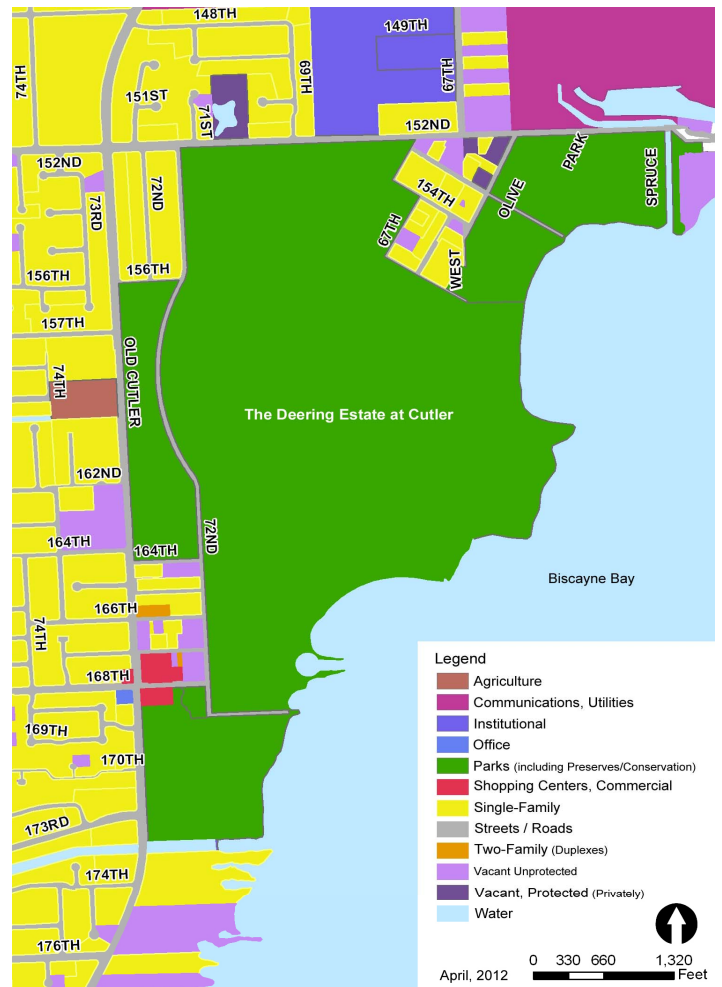 148TH
149TH
74TH
69TH
67TH
151ST
71ST
152ND
152ND
72ND
73RD
PARK
SPRUCE
154TH
OLIVE
67TH
WEST
156TH
156TH
157TH
OLD CUTLER
74TH
The Deering Estate at Cutler
162ND
72ND
164TH
164TH
Biscayne Bay
166TH
74TH
168TH
169TH
170TH
173RD
174TH
176TH
Legend
Agriculture
Communications, Utilities
Institutional
Office
Parks (including Preserves/Conservation)
Shopping Centers, Commercial
Single-Family
Streets / Roads
Two-Family (Duplexes)
Vacant Unprotected
Vacant, Protected (Privately)
Water
0 330 660 1,320
April, 2012 Feet